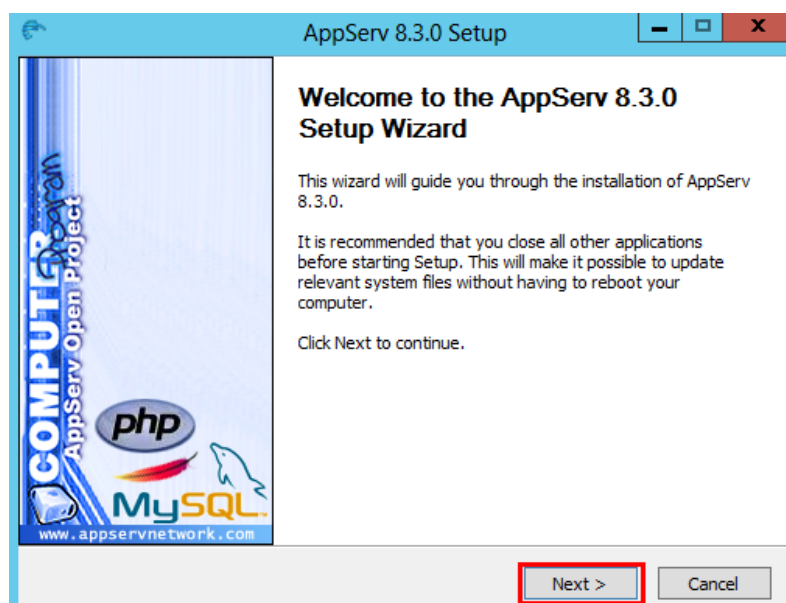 AppServ 8.3.0 Setup
X
Welcome to the AppServ 8.3.0
Setup Wizard
This wizard will guide you through the installation of AppServ
8.3.0.
It is recommended that you close all other applications
before starting Setup. This will make it possible to update
relevant system files without having to reboot your
computer.
Click Next to continue.
COMPUTER
Program
AppServ Open Project
php
MySQL
www.appservnetwork.com
Next >
Cancel